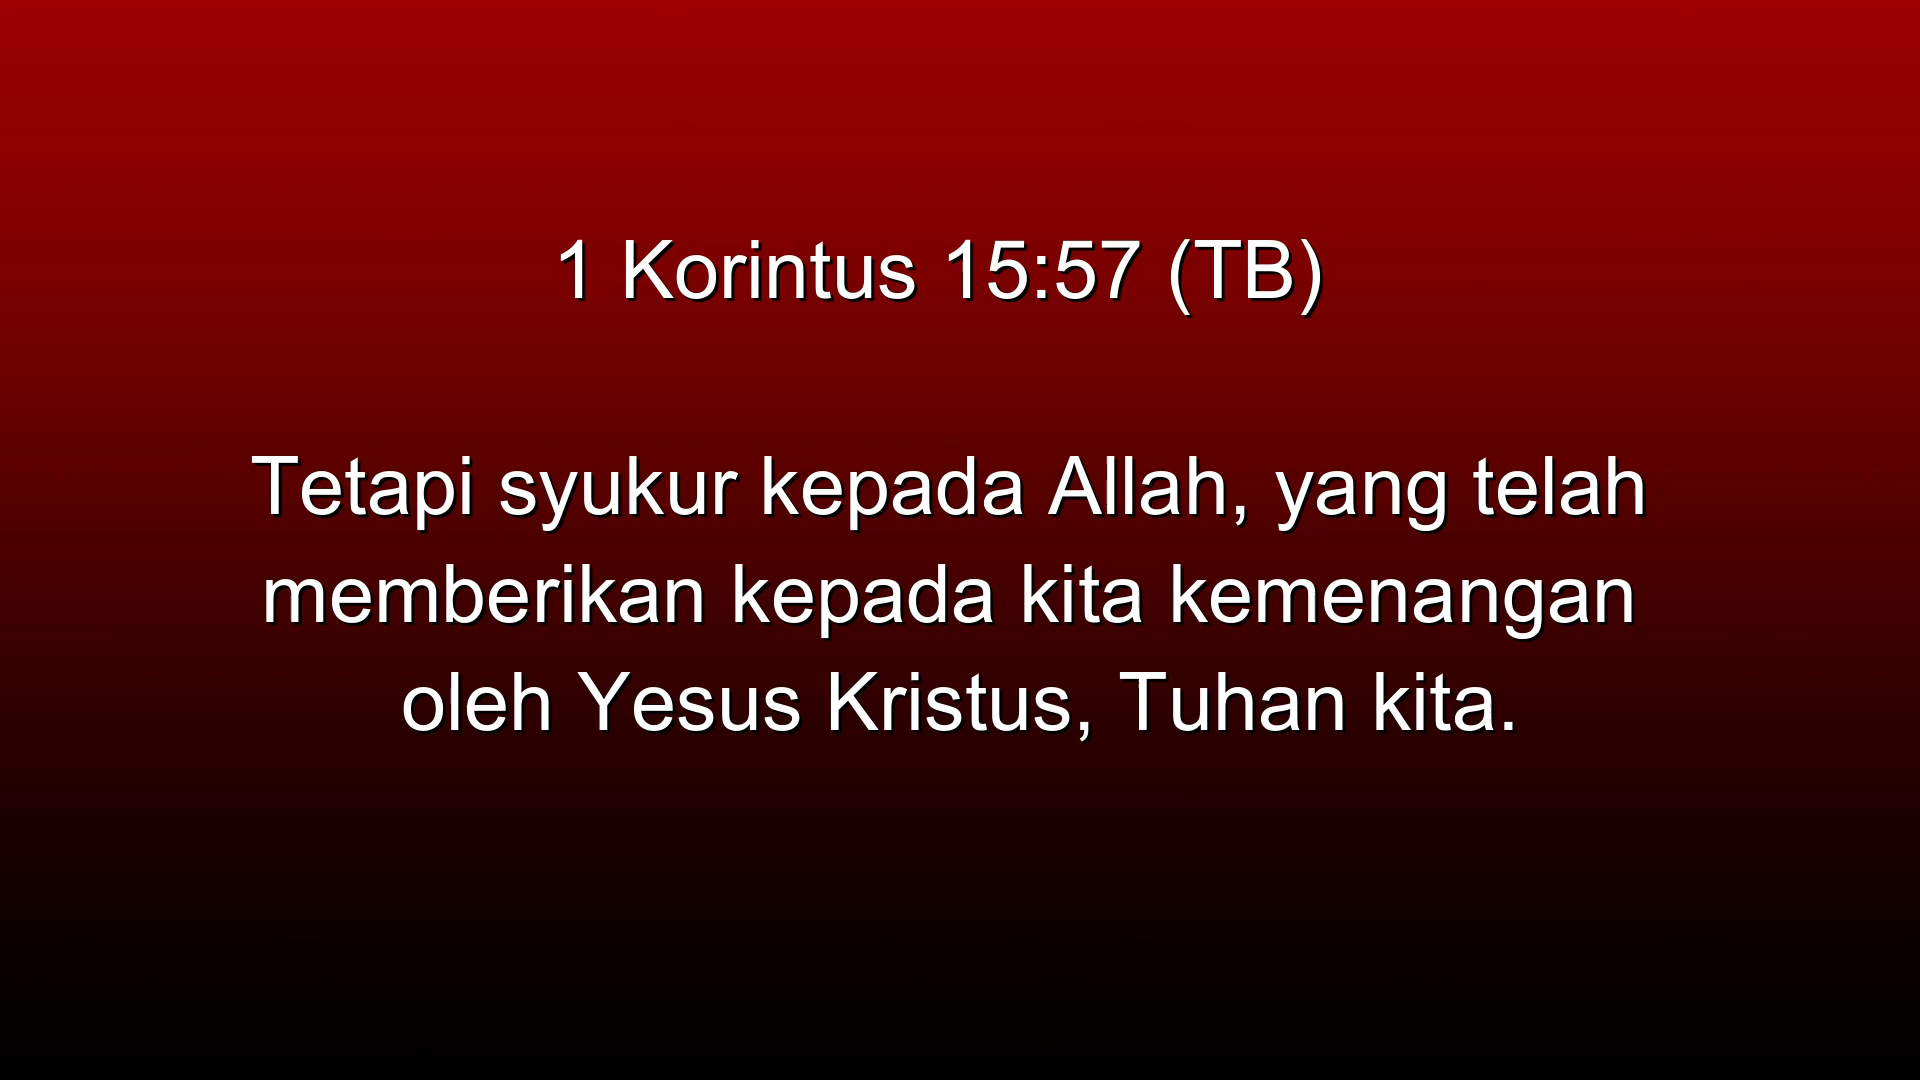 1 Korintus 15:57 (TB)
Tetapi syukur kepada Allah, yang telah
memberikan kepada kita kemenangan
oleh Yesus Kristus, Tuhan kita.